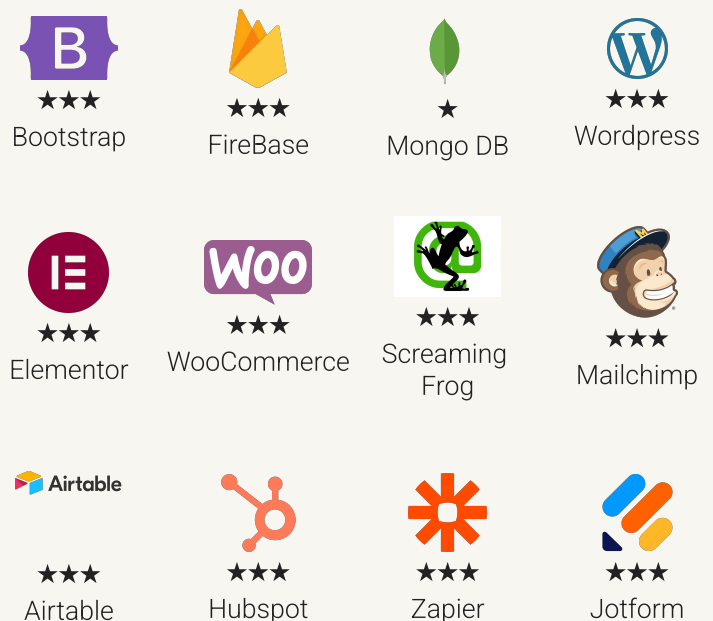 B
★★★
★★★
★
★★★
Bootstrap
FireBase
Mongo DB
Wordpress
WOO
M
★★★
★★★
★★★
★★★
Elementor
WooCommerce
Screaming
Frog
Mailchimp
Airtable
★★★
★★★
★★★
★★★
Airtable
Hubspot
Zapier
Jotform